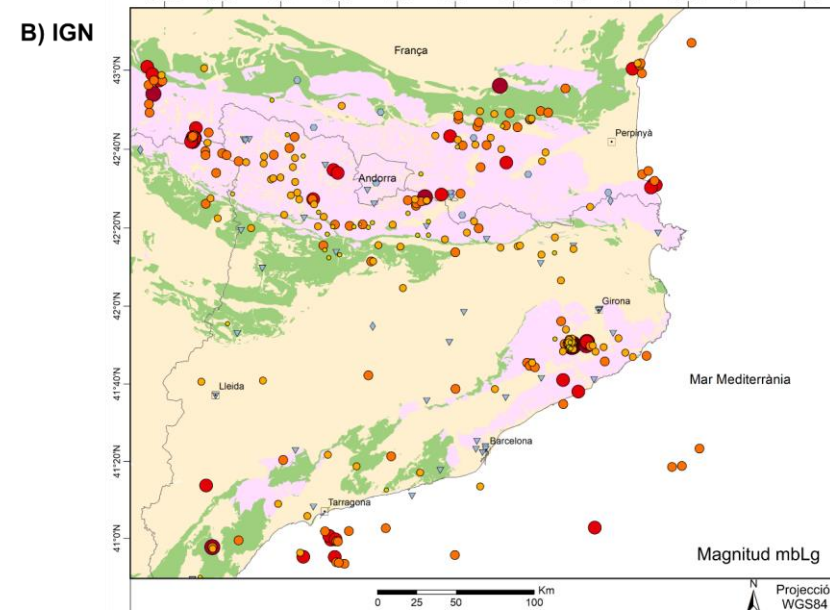 B) IGN
França
43°0'N
Perpinyà
42°40'N
Andorra
42°20'N
42°0'N
Girona
41°40'N
Lleida
Mar Mediterrània
Barcelona
41°20'N
Tarragona
41°0'N
Magnitud mbLg
Km
0 25 50 100
N
Projecció
WGS84